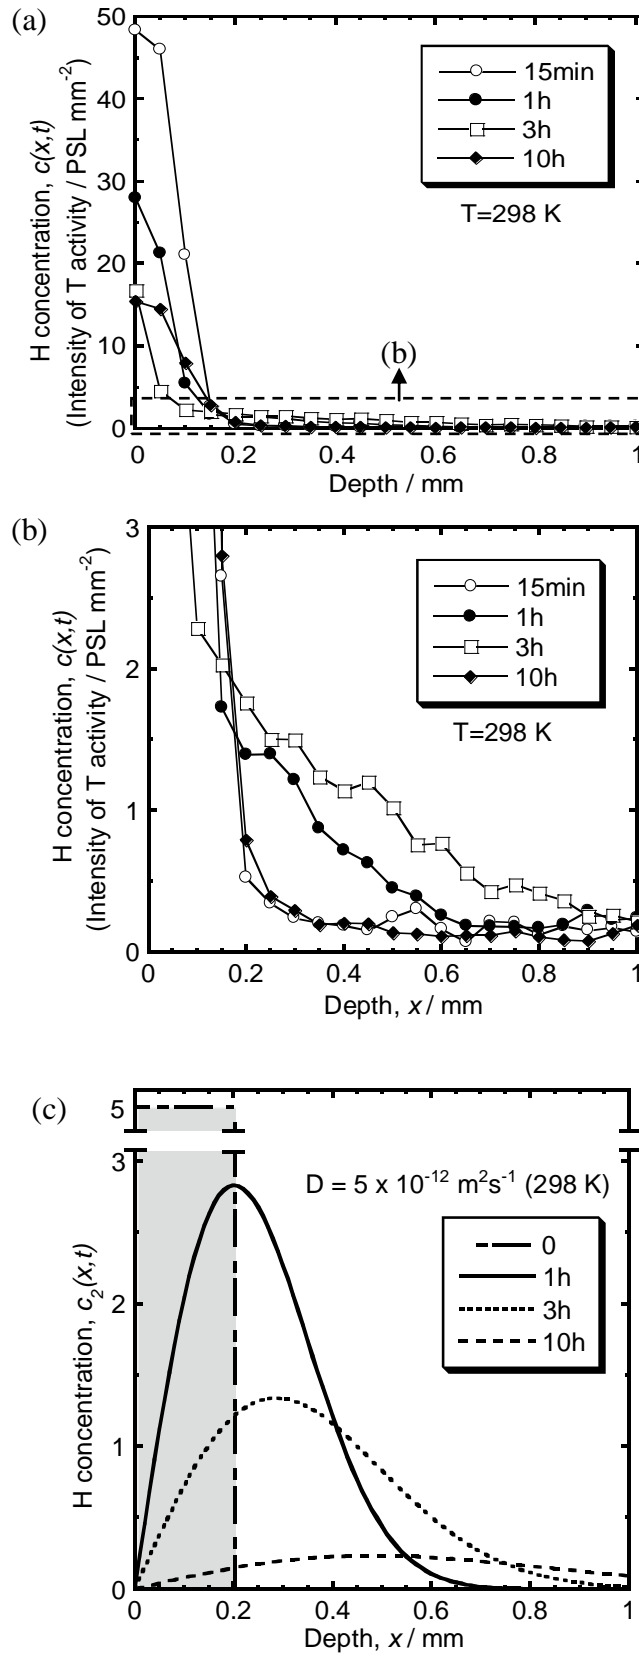 (a)
50
40
30
20
10
0
H concentration, c(x,t)
(Intensity of T activity / PSL mm⁻²)
15min
1h
3h
10h
T=298 K
(b)
0
0.2
0.4
0.6
0.8
1
Depth / mm
(b)
3
2
1
0
H concentration, c(x,t)
(Intensity of T activity / PSL mm⁻²)
15min
1h
3h
10h
T=298 K
0
0.2
0.4
0.6
0.8
1
Depth, x / mm
(c)
5
3
2
1
0
H concentration, c₂(x,t)
D = 5 x 10⁻¹² m²s⁻¹ (298 K)
0
1h
3h
10h
0
0.2
0.4
0.6
0.8
1
Depth, x / mm